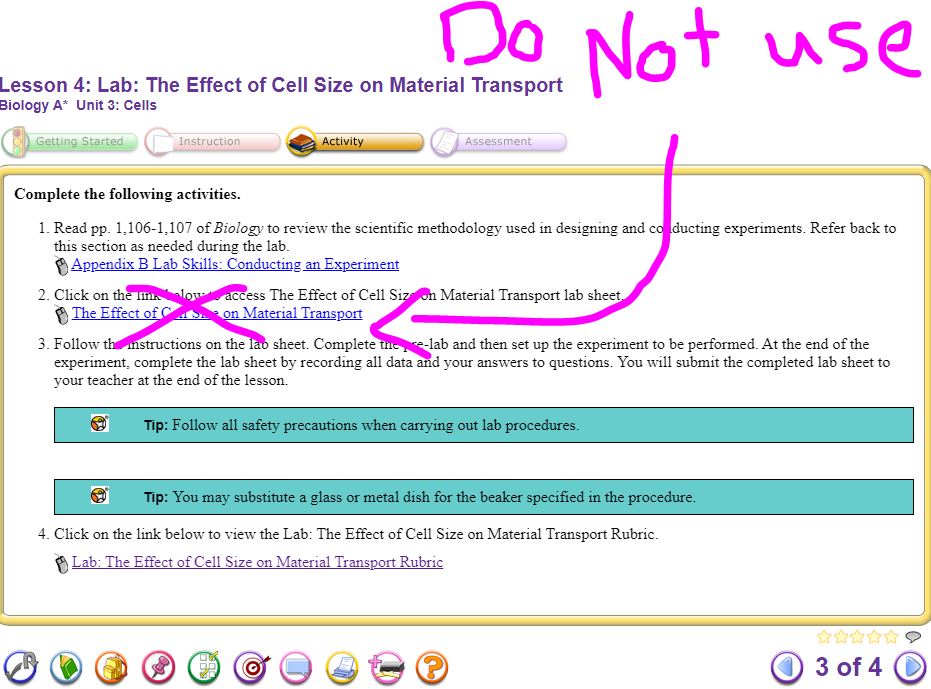 Do Not use
Lesson 4: Lab: The Effect of Cell Size on Material Transport
Biology A* Unit 3: Cells
Getting Started
Instruction
Activity
Assessment
Complete the following activities.
1. Read pp. 1,106-1,107 of Biology to review the scientific methodology used in designing and conducting experiments. Refer back to
this section as needed during the lab.
Appendix B Lab Skills: Conducting an Experiment
2. Click on the link below to access The Effect of Cell Size on Material Transport lab sheet.
The Effect of Cell Size on Material Transport
3. Follow the instructions on the lab sheet. Complete the pre-lab and then set up the experiment to be performed. At the end of the
experiment, complete the lab sheet by recording all data and your answers to questions. You will submit the completed lab sheet to
your teacher at the end of the lesson.
Tip: Follow all safety precautions when carrying out lab procedures.
Tip: You may substitute a glass or metal dish for the beaker specified in the procedure.
4. Click on the link below to view the Lab: The Effect of Cell Size on Material Transport Rubric.
Lab: The Effect of Cell Size on Material Transport Rubric
3 of 4